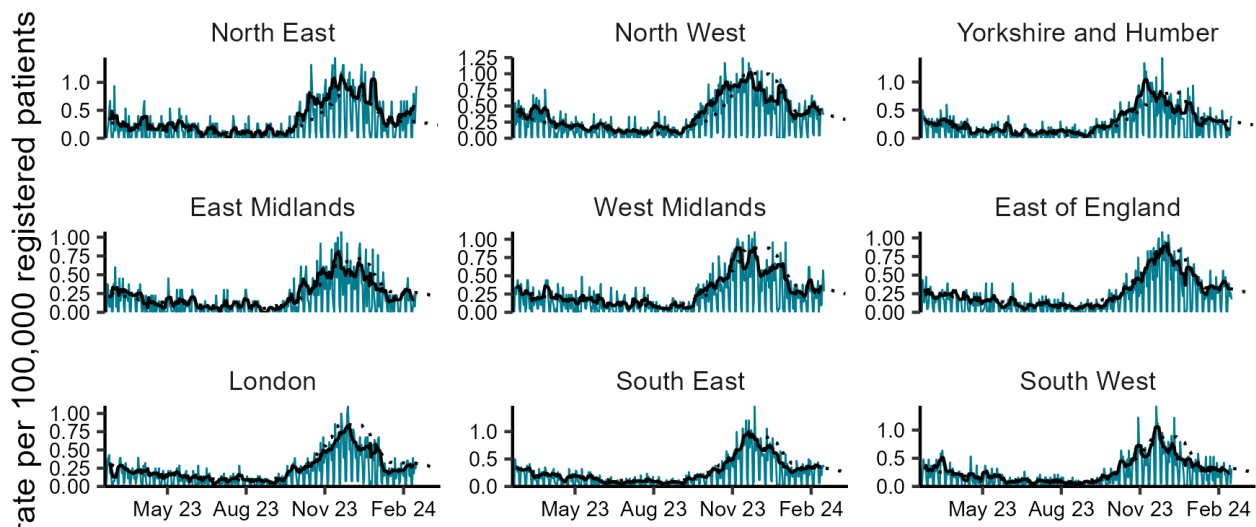 rate per 100,000 registered patients
North East
North West
Yorkshire and Humber
1.0
0.5
0.0
1.25
1.00
0.75
0.50
0.25
0.00
1.0
0.5
0.0
East Midlands
West Midlands
East of England
1.00
0.75
0.50
0.25
0.00
1.00
0.75
0.50
0.25
0.00
1.00
0.75
0.50
0.25
0.00
London
South East
South West
1.00
0.75
0.50
0.25
0.00
1.0
0.5
0.0
1.0
0.5
0.0
May 23 Aug 23 Nov 23 Feb 24
May 23 Aug 23 Nov 23 Feb 24
May 23 Aug 23 Nov 23 Feb 24